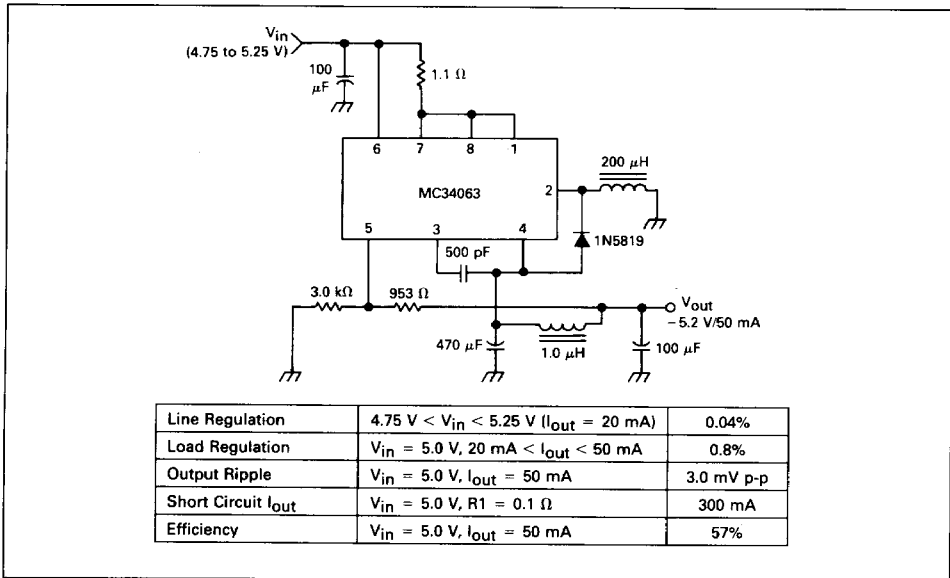 Vin
(4.75 to 5.25 V)
100
μF
1.1 Ω
6 7 8 1
MC34063
2
200 μH
5 3 4
500 pF
1N5819
3.0 kΩ
953 Ω
Vout
−5.2 V/50 mA
470 μF
1.0 μH
100 μF
Line Regulation 4.75 V < Vin < 5.25 V (Iout = 20 mA) 0.04%
Load Regulation Vin = 5.0 V, 20 mA < Iout < 50 mA 0.8%
Output Ripple Vin = 5.0 V, Iout = 50 mA 3.0 mV p-p
Short Circuit Iout Vin = 5.0 V, R1 = 0.1 Ω 300 mA
Efficiency Vin = 5.0 V, Iout = 50 mA 57%